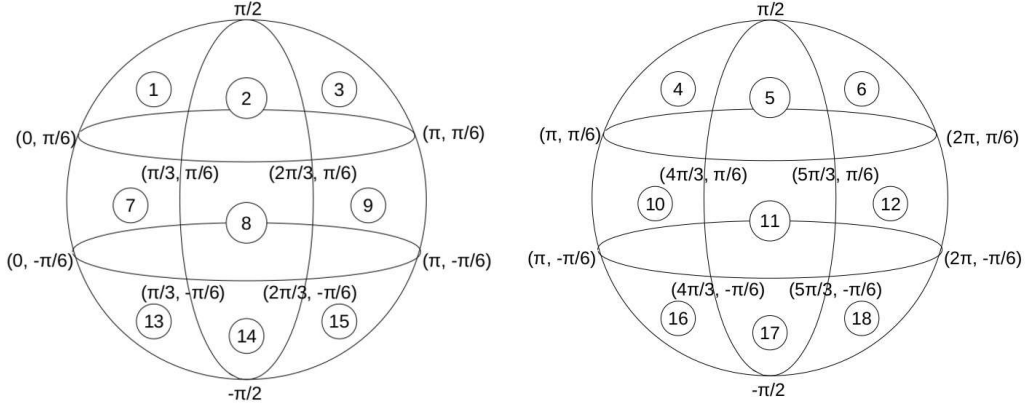 π/2
π/2
1
2
3
4
5
6
(0, π/6)
(π, π/6)
(π, π/6)
(2π, π/6)
(π/3, π/6)
(2π/3, π/6)
(4π/3, π/6)
(5π/3, π/6)
7
8
9
10
11
12
(0, -π/6)
(π, -π/6)
(π, -π/6)
(2π, -π/6)
(π/3, -π/6)
(2π/3, -π/6)
(4π/3, -π/6)
(5π/3, -π/6)
13
14
15
16
17
18
-π/2
-π/2